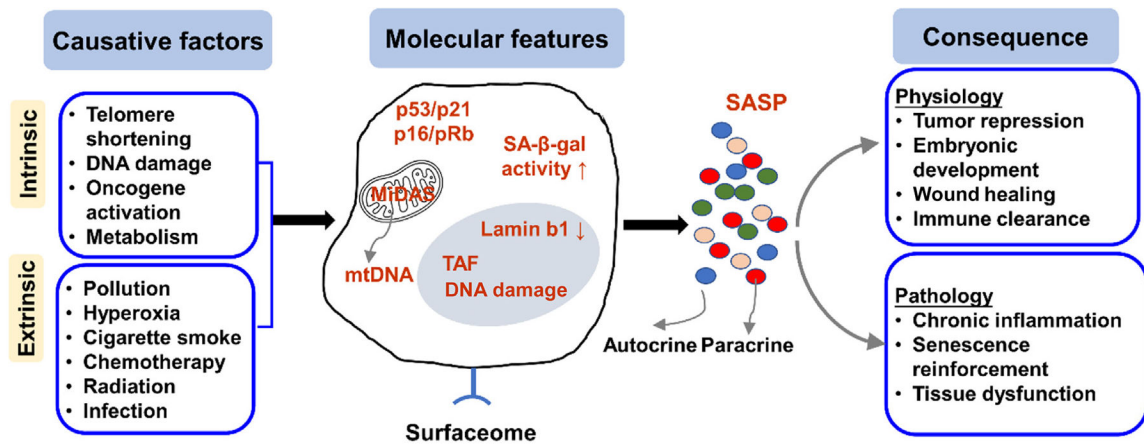 Causative factors
Molecular features
Consequence
Intrinsic
• Telomere
shortening
• DNA damage
• Oncogene
activation
• Metabolism
Extrinsic
• Pollution
• Hyperoxia
• Cigarette smoke
• Chemotherapy
• Radiation
• Infection
p53/p21
p16/pRb
SA-β-gal
activity ↑
MiDAS
mtDNA
Lamin b1 ↓
TAF
DNA damage
Surfaceome
SASP
Autocrine Paracrine
Physiology
• Tumor repression
• Embryonic
development
• Wound healing
• Immune clearance
Pathology
• Chronic inflammation
• Senescence
reinforcement
• Tissue dysfunction